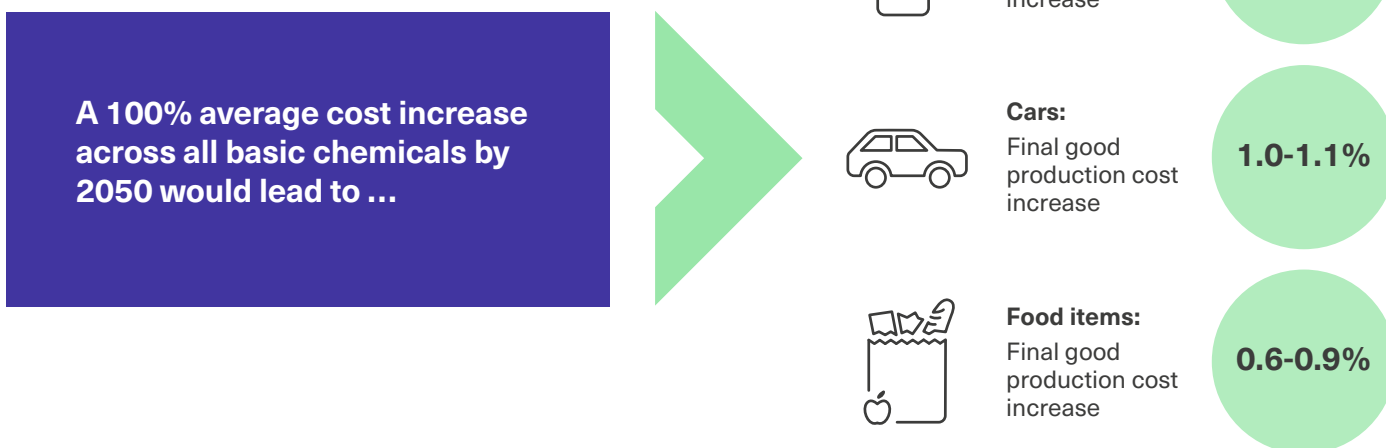 increase
A 100% average cost increase
across all basic chemicals by
2050 would lead to ...
Cars:
Final good
production cost
increase
1.0-1.1%
Food items:
Final good
production cost
increase
0.6-0.9%